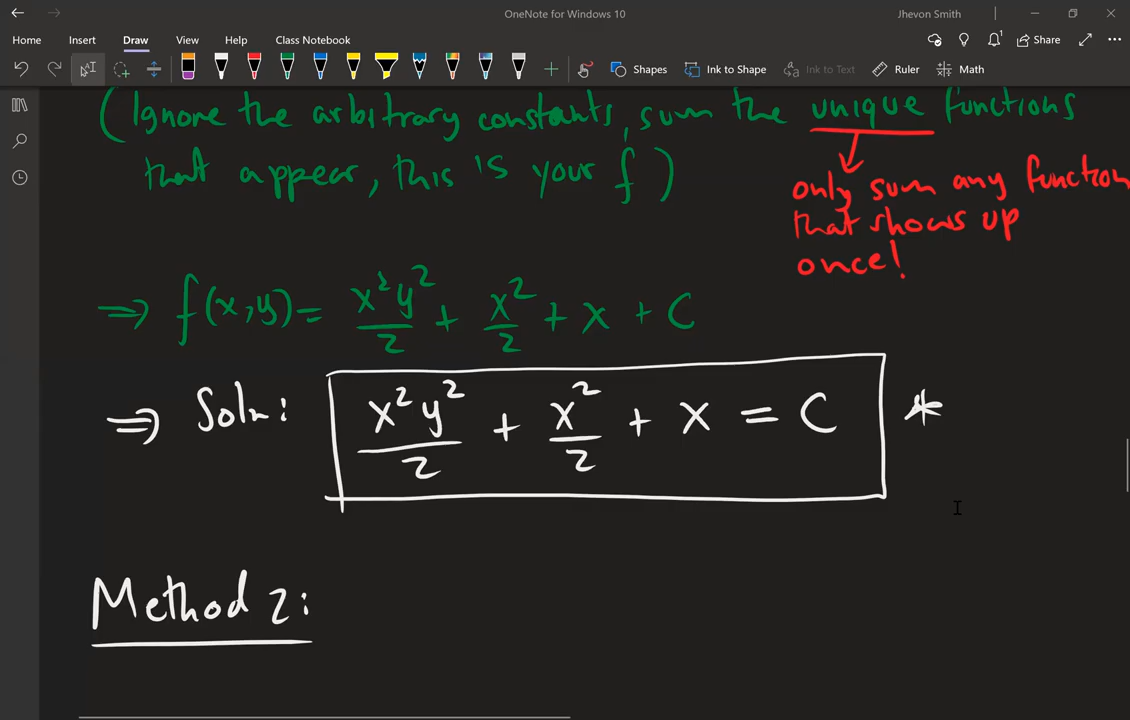 OneNote for Windows 10
Jhevon Smith
Home Insert Draw View Help Class Notebook
Share
Shapes Ink to Shape Ink to Text Ruler Math
(Ignore the arbitrary constants, sum the unique functions
that appear, this is your f)
only sum any function
that shows up
once!
⇒ f(x,y) = x²y²/2 + x²/2 + x + C
⇒ Soln: x²y²/2 + x²/2 + x = C *
Method 2: